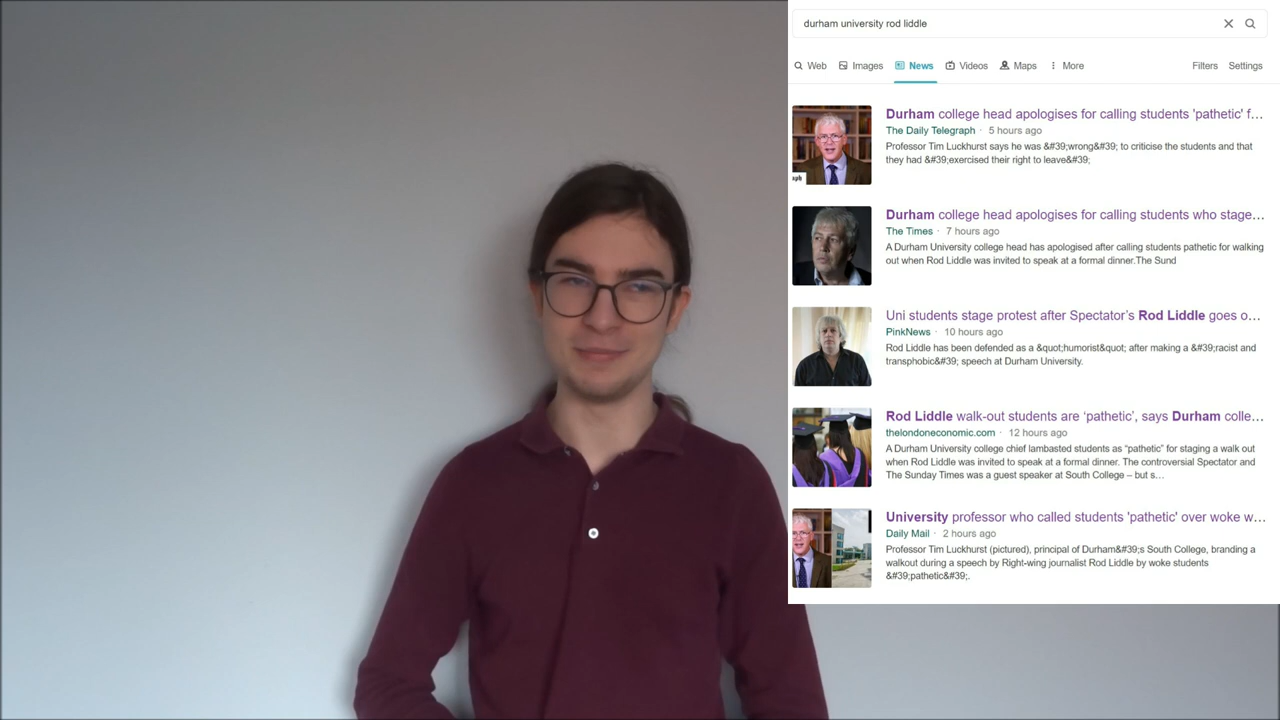 durham university rod liddle
Web Images News Videos Maps More Filters Settings
Durham college head apologises for calling students 'pathetic' f...
The Daily Telegraph · 5 hours ago
Professor Tim Luckhurst says he was &#39;wrong&#39; to criticise the students and that
they had &#39;exercised their right to leave&#39;
Durham college head apologises for calling students who stage...
The Times · 7 hours ago
A Durham University college head has apologised after calling students pathetic for walking
out when Rod Liddle was invited to speak at a formal dinner.The Sund
Uni students stage protest after Spectator’s Rod Liddle goes o...
PinkNews · 10 hours ago
Rod Liddle has been defended as a &quot;humorist&quot; after making a &#39;racist and
transphobic&#39; speech at Durham University.
Rod Liddle walk-out students are ‘pathetic’, says Durham colle...
thelondoneconomic.com · 12 hours ago
A Durham University college chief lambasted students as “pathetic” for staging a walk out
when Rod Liddle was invited to speak at a formal dinner. The controversial Spectator and
The Sunday Times was a guest speaker at South College – but s...
University professor who called students 'pathetic' over woke w...
Daily Mail · 2 hours ago
Professor Tim Luckhurst (pictured), principal of Durham&#39;s South College, branding a
walkout during a speech by Right-wing journalist Rod Liddle by woke students
&#39;pathetic&#39;.